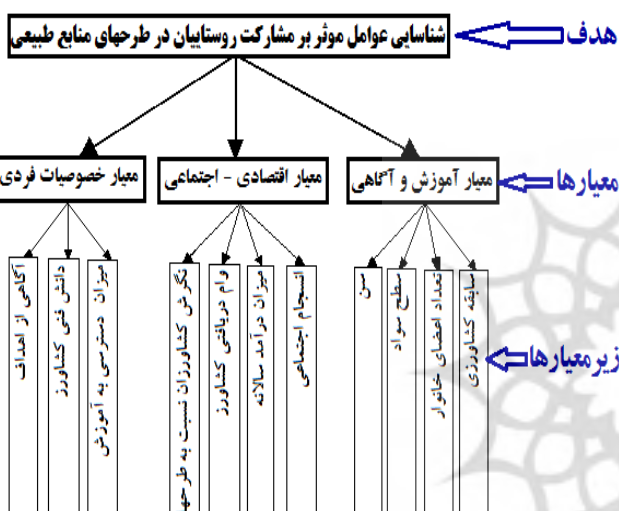 شناسایی عوامل موثر بر مشارکت روستاییان در طرحهای منابع طبیعی
هدف
معیار آموزش و آگاهی
معیار اقتصادی - اجتماعی
معیار خصوصیات فردی
معیارها
سابقه کشاورزی
تعداد اعضای خانوار
سطح سواد
سن
انسجام اجتماعی
میزان درآمد سالانه
وام دریافتی کشاورز
نگرش کشاورزان نسبت به طرحه
میزان دسترسی به آموزش
دانش فنی کشاورز
آگاهی از اهداف
زیرمعیارها